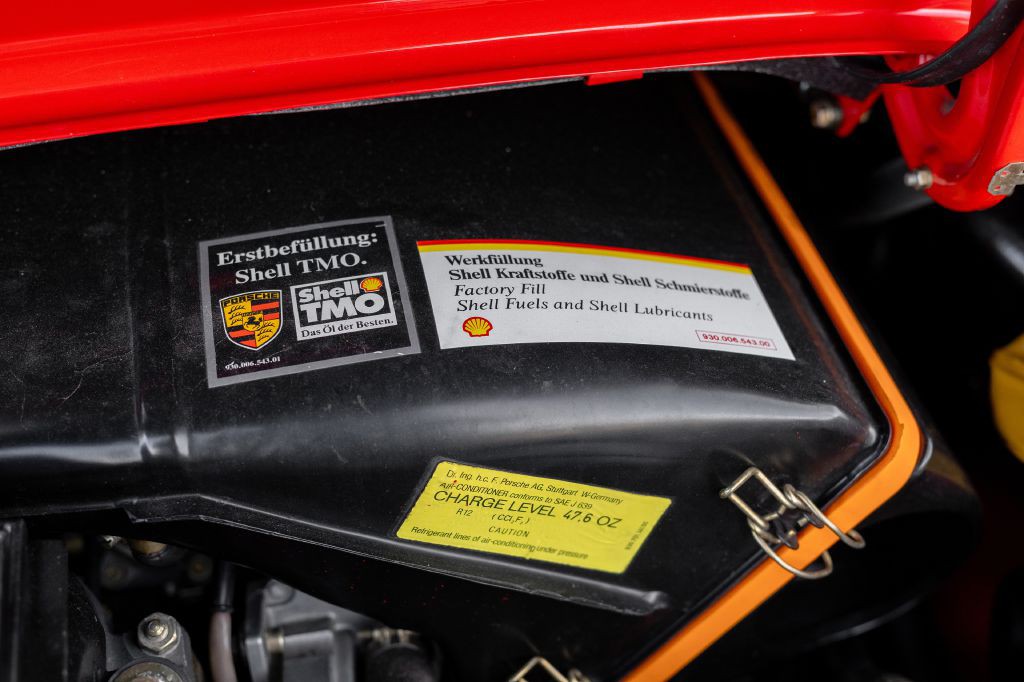 Erstbefüllung:
Shell TMO.
PORSCHE
Shell
TMO
Das Öl der Besten.
930.006.543.01
Werkfüllung
Shell Kraftstoffe und Shell Schmierstoffe
Factory Fill
Shell Fuels and Shell Lubricants
930.006.543.00
Dr. Ing. h.c. F. Porsche AG, Stuttgart W-Germany
AIR-CONDITIONER conforms to SAE J 639
CHARGE LEVEL 47.6 OZ
R12 (CCl₂F₂)
CAUTION
Refrigerant lines of air-conditioning under pressure